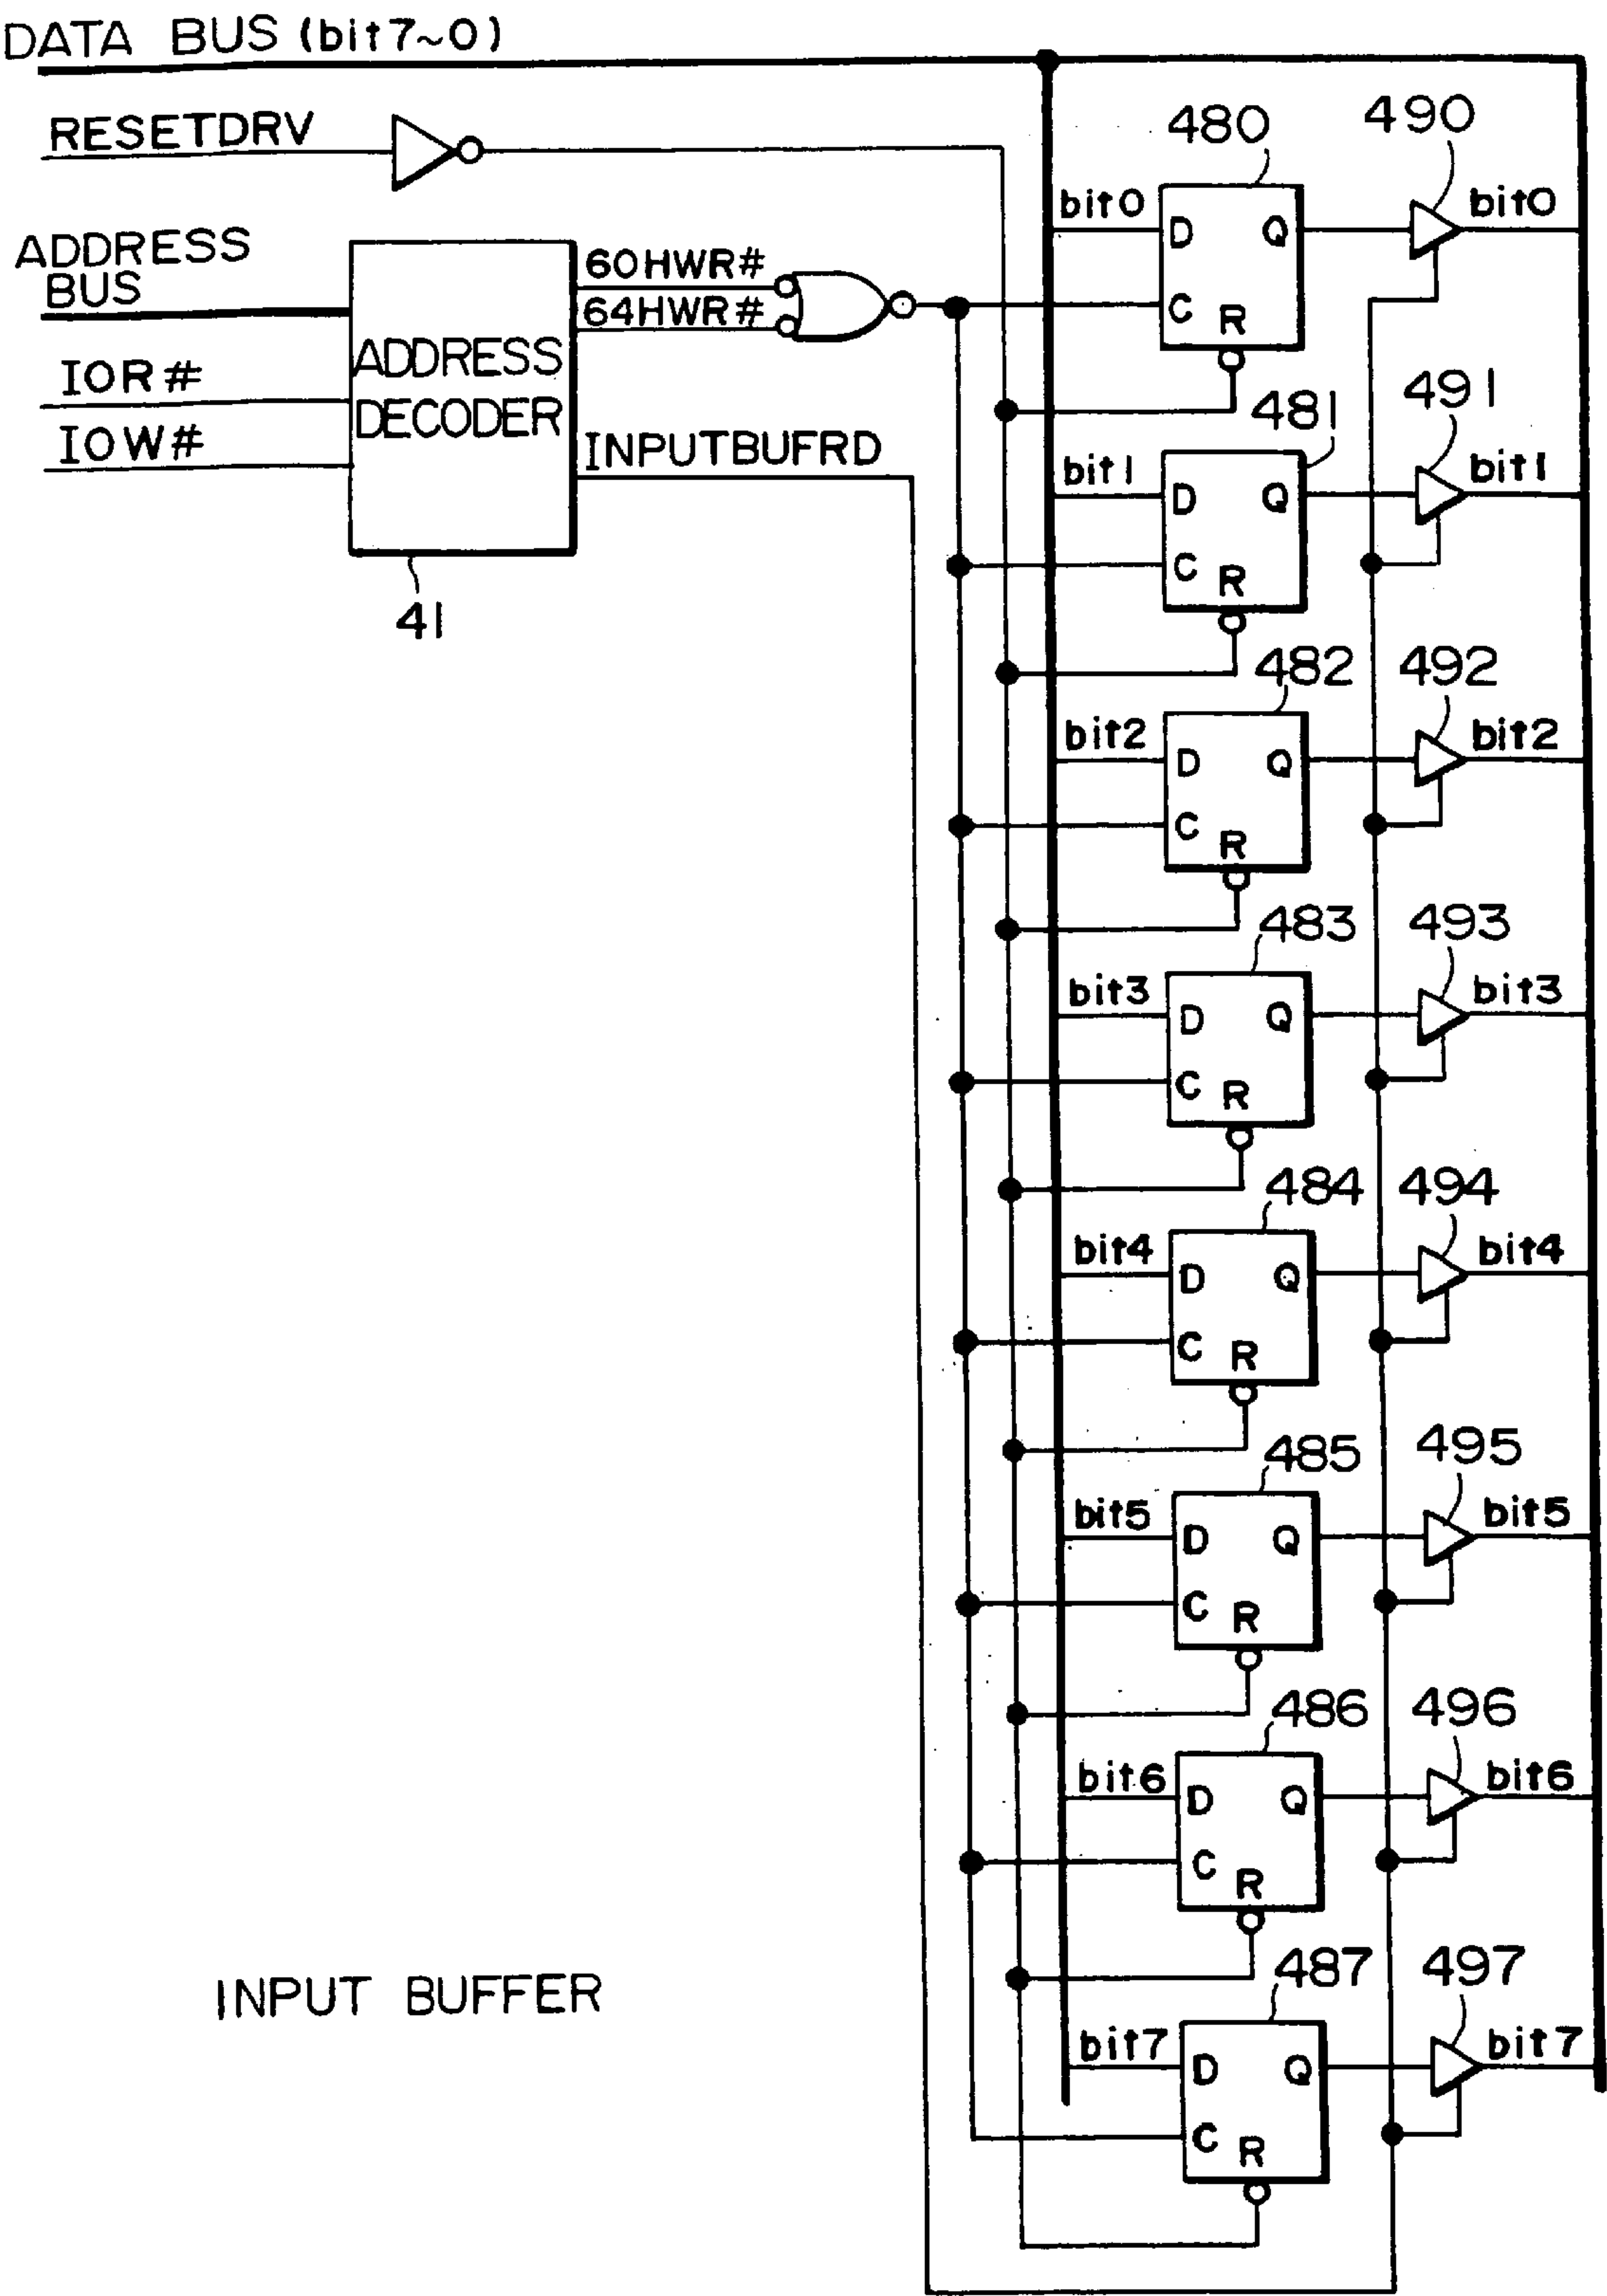 DATA BUS (bit7~0)
RESETDRV
ADDRESS
BUS
IOR#
IOW#
ADDRESS
DECODER
41
60HWR#
64HWR#
INPUTBUFRD
480
490
bit0
D
Q
C
R
bit0
481
491
bit1
D
Q
C
R
bit1
482
492
bit2
D
Q
C
R
bit2
483
493
bit3
D
Q
C
R
bit3
484
494
bit4
D
Q
C
R
bit4
485
495
bit5
D
Q
C
R
bit5
486
496
bit6
D
Q
C
R
bit6
487
497
bit7
D
Q
C
R
bit7
INPUT BUFFER